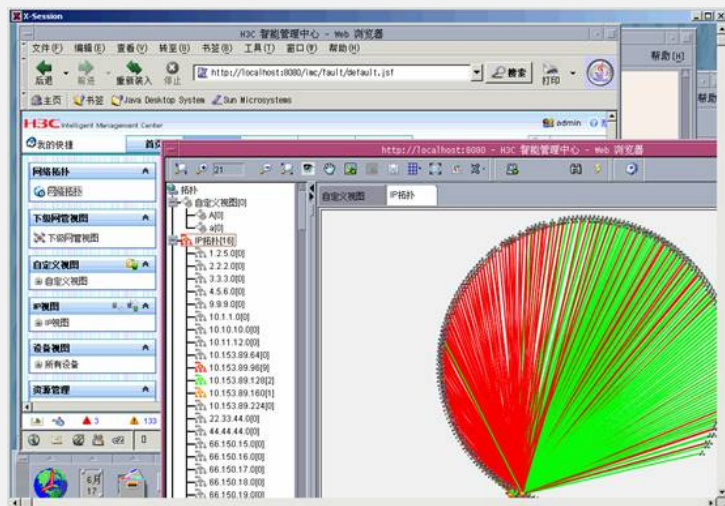 X-Session
H3C 智能管理中心 - Web 浏览器
文件(F) 编辑(E) 查看(V) 转至(G) 书签(B) 工具(T) 窗口(W) 帮助(H)
帮助[H]
后退 前进 重新装入 停止 http://localhost:8080/imc/fault/default.jsf 搜索 打印
主页 书签 Java Desktop System Sun Microsystems
帮助
H3C Intelligent Management Center admin
我的快捷 首页
http://localhost:8080 - H3C 智能管理中心 - Web 浏览器
21
网络拓扑
网络拓扑
下级网管视图
下级网管视图
自定义视图
自定义视图
IP视图
IP视图
设备视图
所有设备
资源管理
3 133
0
6月
17
拓扑
自定义视图[0]
A[0]
a[0]
IP拓扑[16]
1.2.5.0[0]
2.2.2.0[0]
3.3.3.0[0]
4.5.6.0[0]
9.9.9.0[0]
10.1.1.0[0]
10.10.10.0[0]
10.11.12.0[0]
10.153.89.64[0]
10.153.89.96[9]
10.153.89.128[2]
10.153.89.160[1]
10.153.89.224[0]
22.33.44.0[0]
44.44.44.0[0]
66.150.15.0[0]
66.150.16.0[0]
66.150.17.0[0]
66.150.18.0[0]
66.150.19.0[0]
自定义视图 IP拓扑